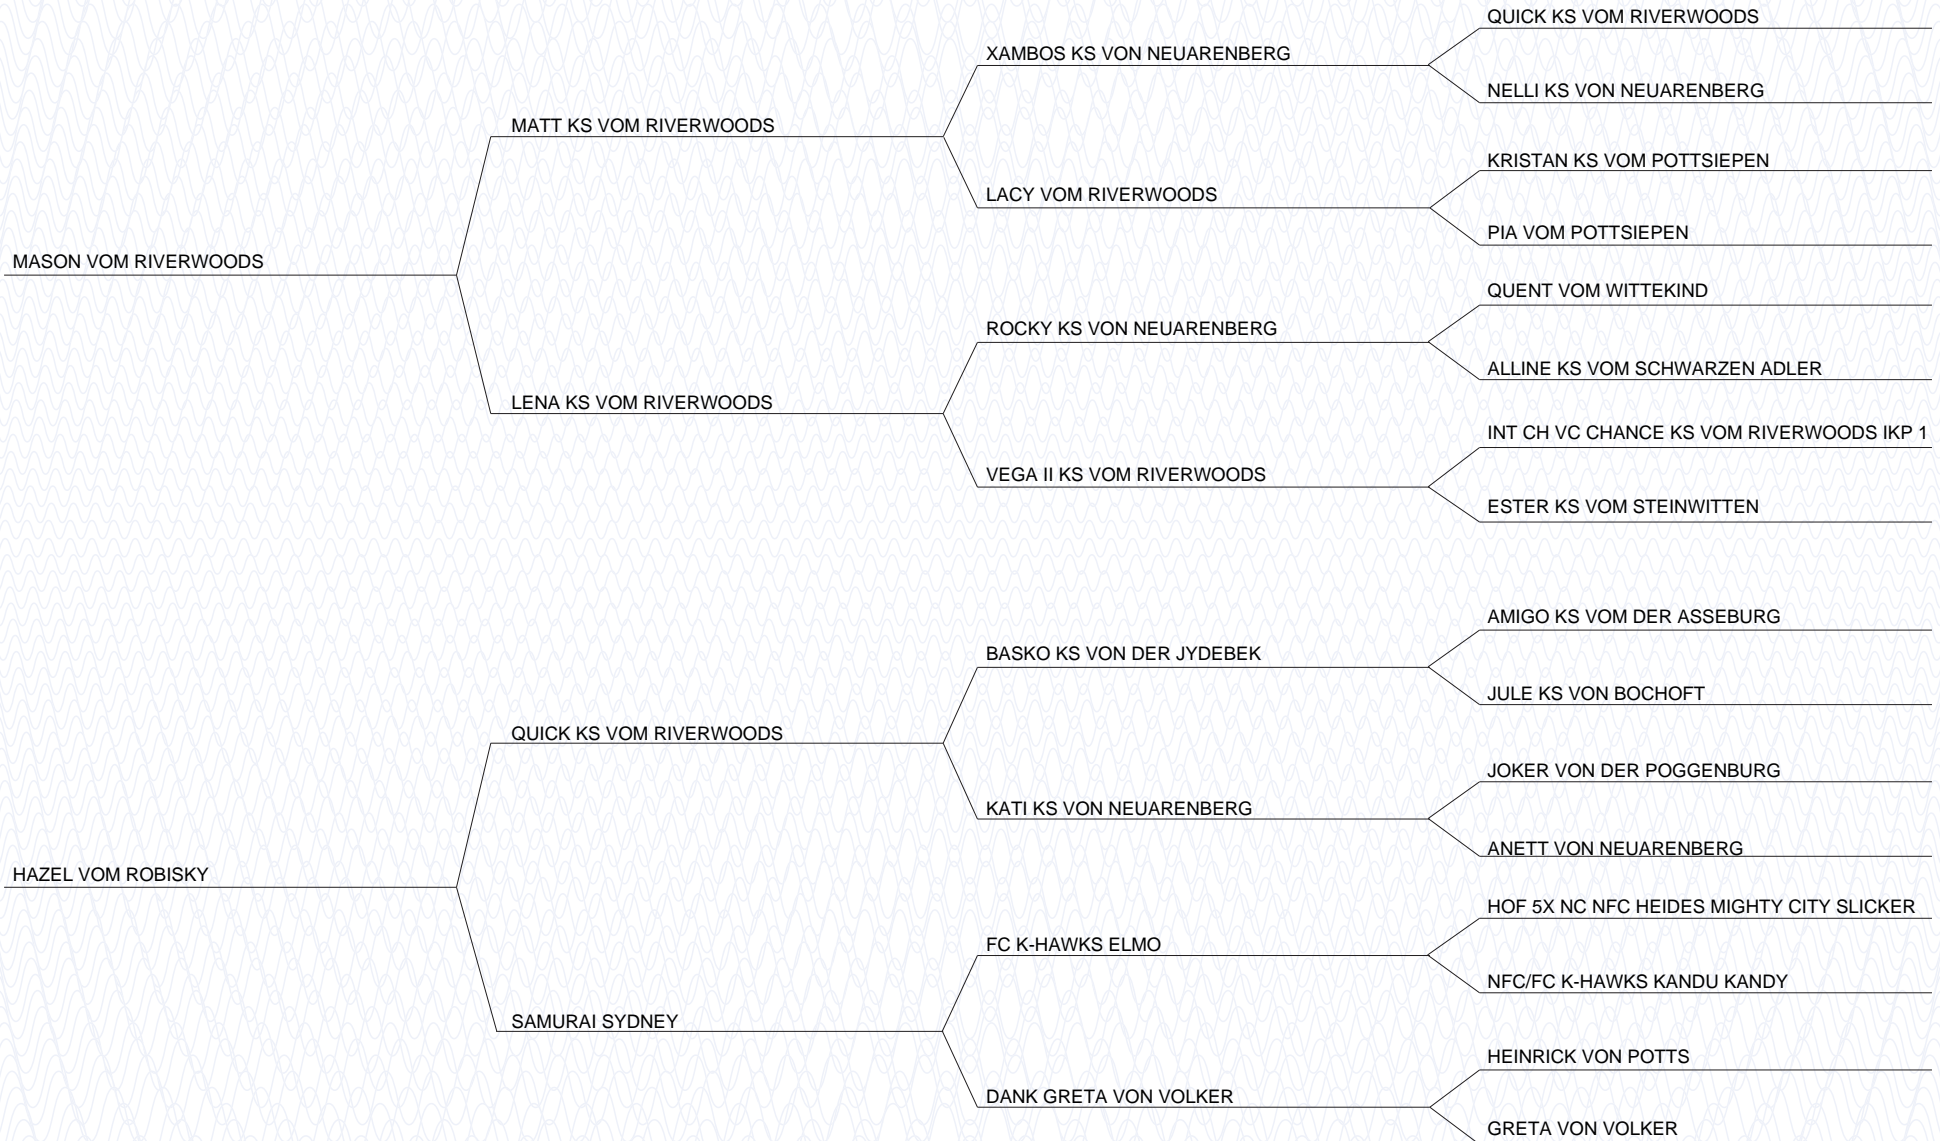 QUICK KS VOM RIVERWOODS
XAMBOS KS VON NEUARENBERG
NELLI KS VON NEUARENBERG
MATT KS VOM RIVERWOODS
KRISTAN KS VOM POTTSIEPEN
LACY VOM RIVERWOODS
PIA VOM POTTSIEPEN
MASON VOM RIVERWOODS
QUENT VOM WITTEKIND
ROCKY KS VON NEUARENBERG
ALLINE KS VOM SCHWARZEN ADLER
LENA KS VOM RIVERWOODS
INT CH VC CHANCE KS VOM RIVERWOODS IKP 1
VEGA II KS VOM RIVERWOODS
ESTER KS VOM STEINWITTEN
AMIGO KS VOM DER ASSEBURG
BASKO KS VON DER JYDEBEK
JULE KS VON BOCHOFT
QUICK KS VOM RIVERWOODS
JOKER VON DER POGGENBURG
KATI KS VON NEUARENBERG
ANETT VON NEUARENBERG
HAZEL VOM ROBISKY
HOF 5X NC NFC HEIDES MIGHTY CITY SLICKER
FC K-HAWKS ELMO
NFC/FC K-HAWKS KANDU KANDY
SAMURAI SYDNEY
HEINRICK VON POTTS
DANK GRETA VON VOLKER
GRETA VON VOLKER